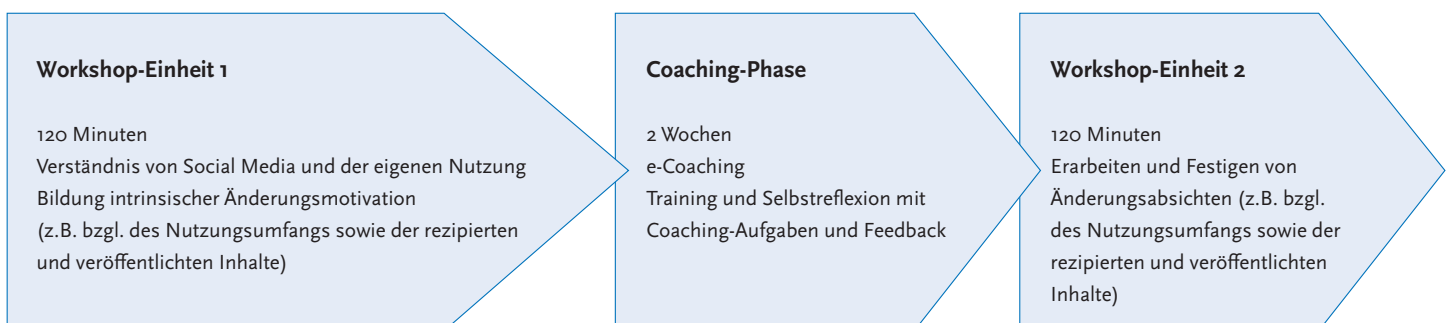 Workshop-Einheit 1
120 Minuten
Verständnis von Social Media und der eigenen Nutzung
Bildung intrinsischer Änderungsmotivation
(z.B. bzgl. des Nutzungsumfangs sowie der rezipierten
und veröffentlichten Inhalte)
Coaching-Phase
2 Wochen
e-Coaching
Training und Selbstreflexion mit
Coaching-Aufgaben und Feedback
Workshop-Einheit 2
120 Minuten
Erarbeiten und Festigen von
Änderungsabsichten (z.B. bzgl.
des Nutzungsumfangs sowie der
rezipierten und veröffentlichten
Inhalte)